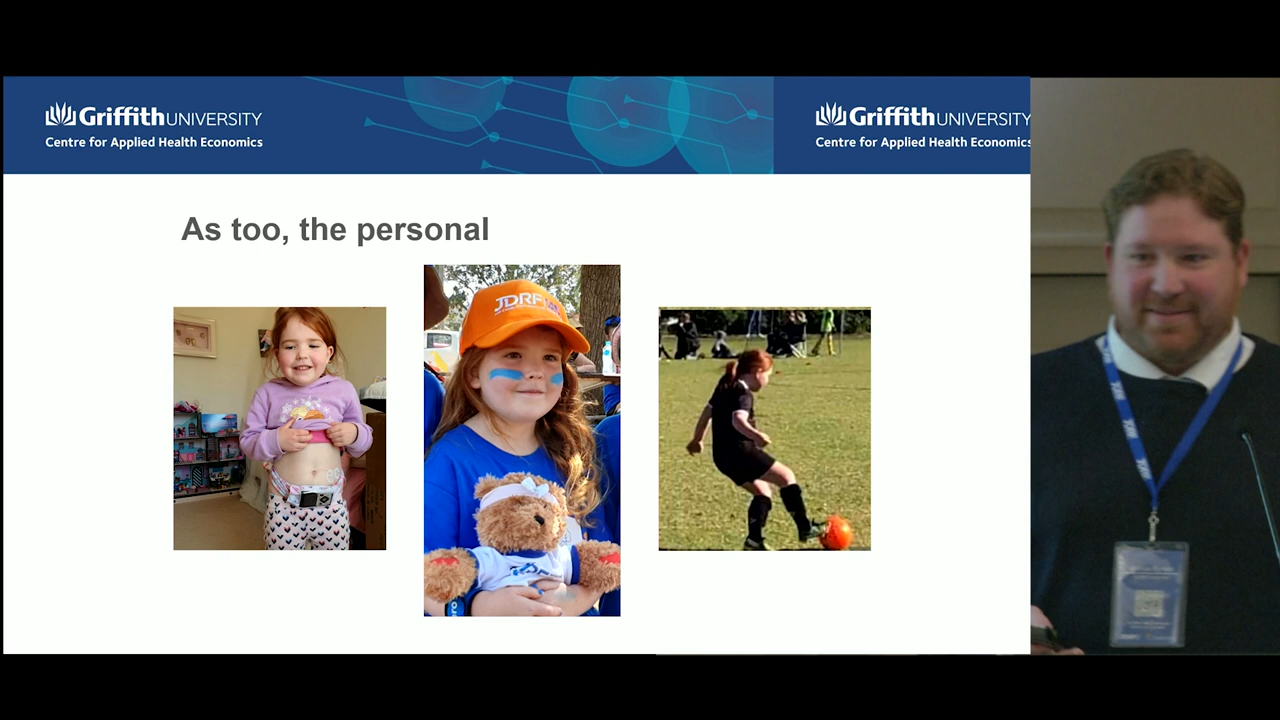 Griffith UNIVERSITY
Centre for Applied Health Economics
Griffith UNIVERSITY
Centre for Applied Health Economics
As too, the personal
JDRF